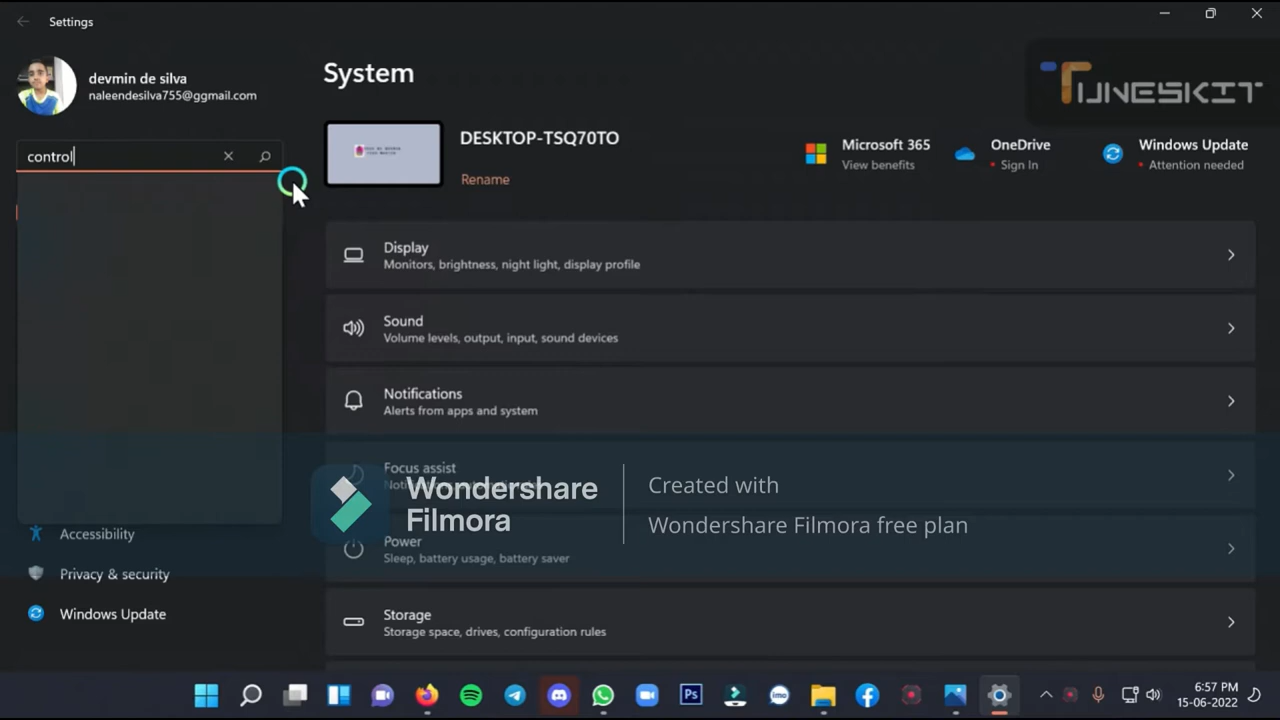 Settings
devmin de silva
naleendesilva755@ggmail.com
control
System
DESKTOP-TSQ70TO
Rename
Microsoft 365
View benefits
OneDrive
Sign In
Windows Update
Attention needed
TUNESKIT
Display
Monitors, brightness, night light, display profile
Sound
Volume levels, output, input, sound devices
Notifications
Alerts from apps and system
Focus assist
Wondershare
Filmora
Created with
Wondershare Filmora free plan
Power
Sleep, battery usage, battery saver
Storage
Storage space, drives, configuration rules
Accessibility
Privacy & security
Windows Update
Ps
imo
6:57 PM
15-06-2022